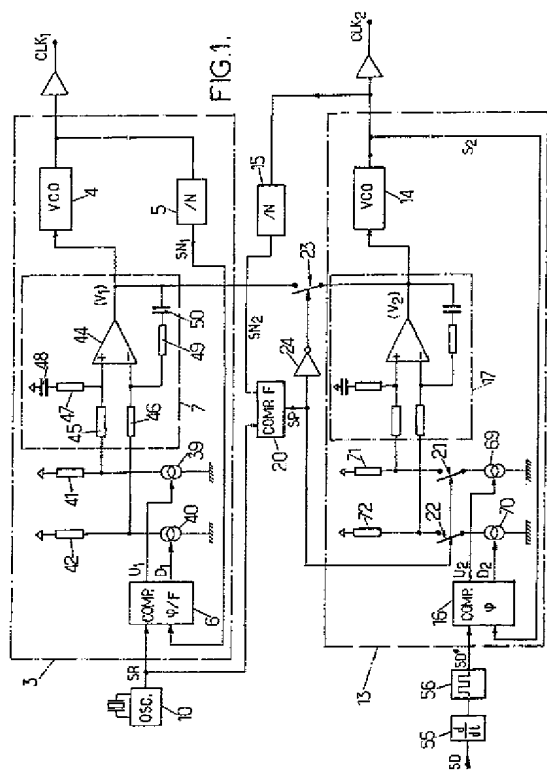 FIG.1.
CLK1
VCO
4
/N
5
SN1
(V1)
44
48
47
45
46
49
50
7
41
42
39
40
U1
D1
COMP. φ/F
6
3
SR
OSC.
10
CLK2
15
/N
SN2
23
24
COMP. F
20
SP
S2
VCO
14
(V2)
17
71
72
21
22
69
70
U2
D2
COMP. φ
16
13
SD*
56
d/dt
55
SD